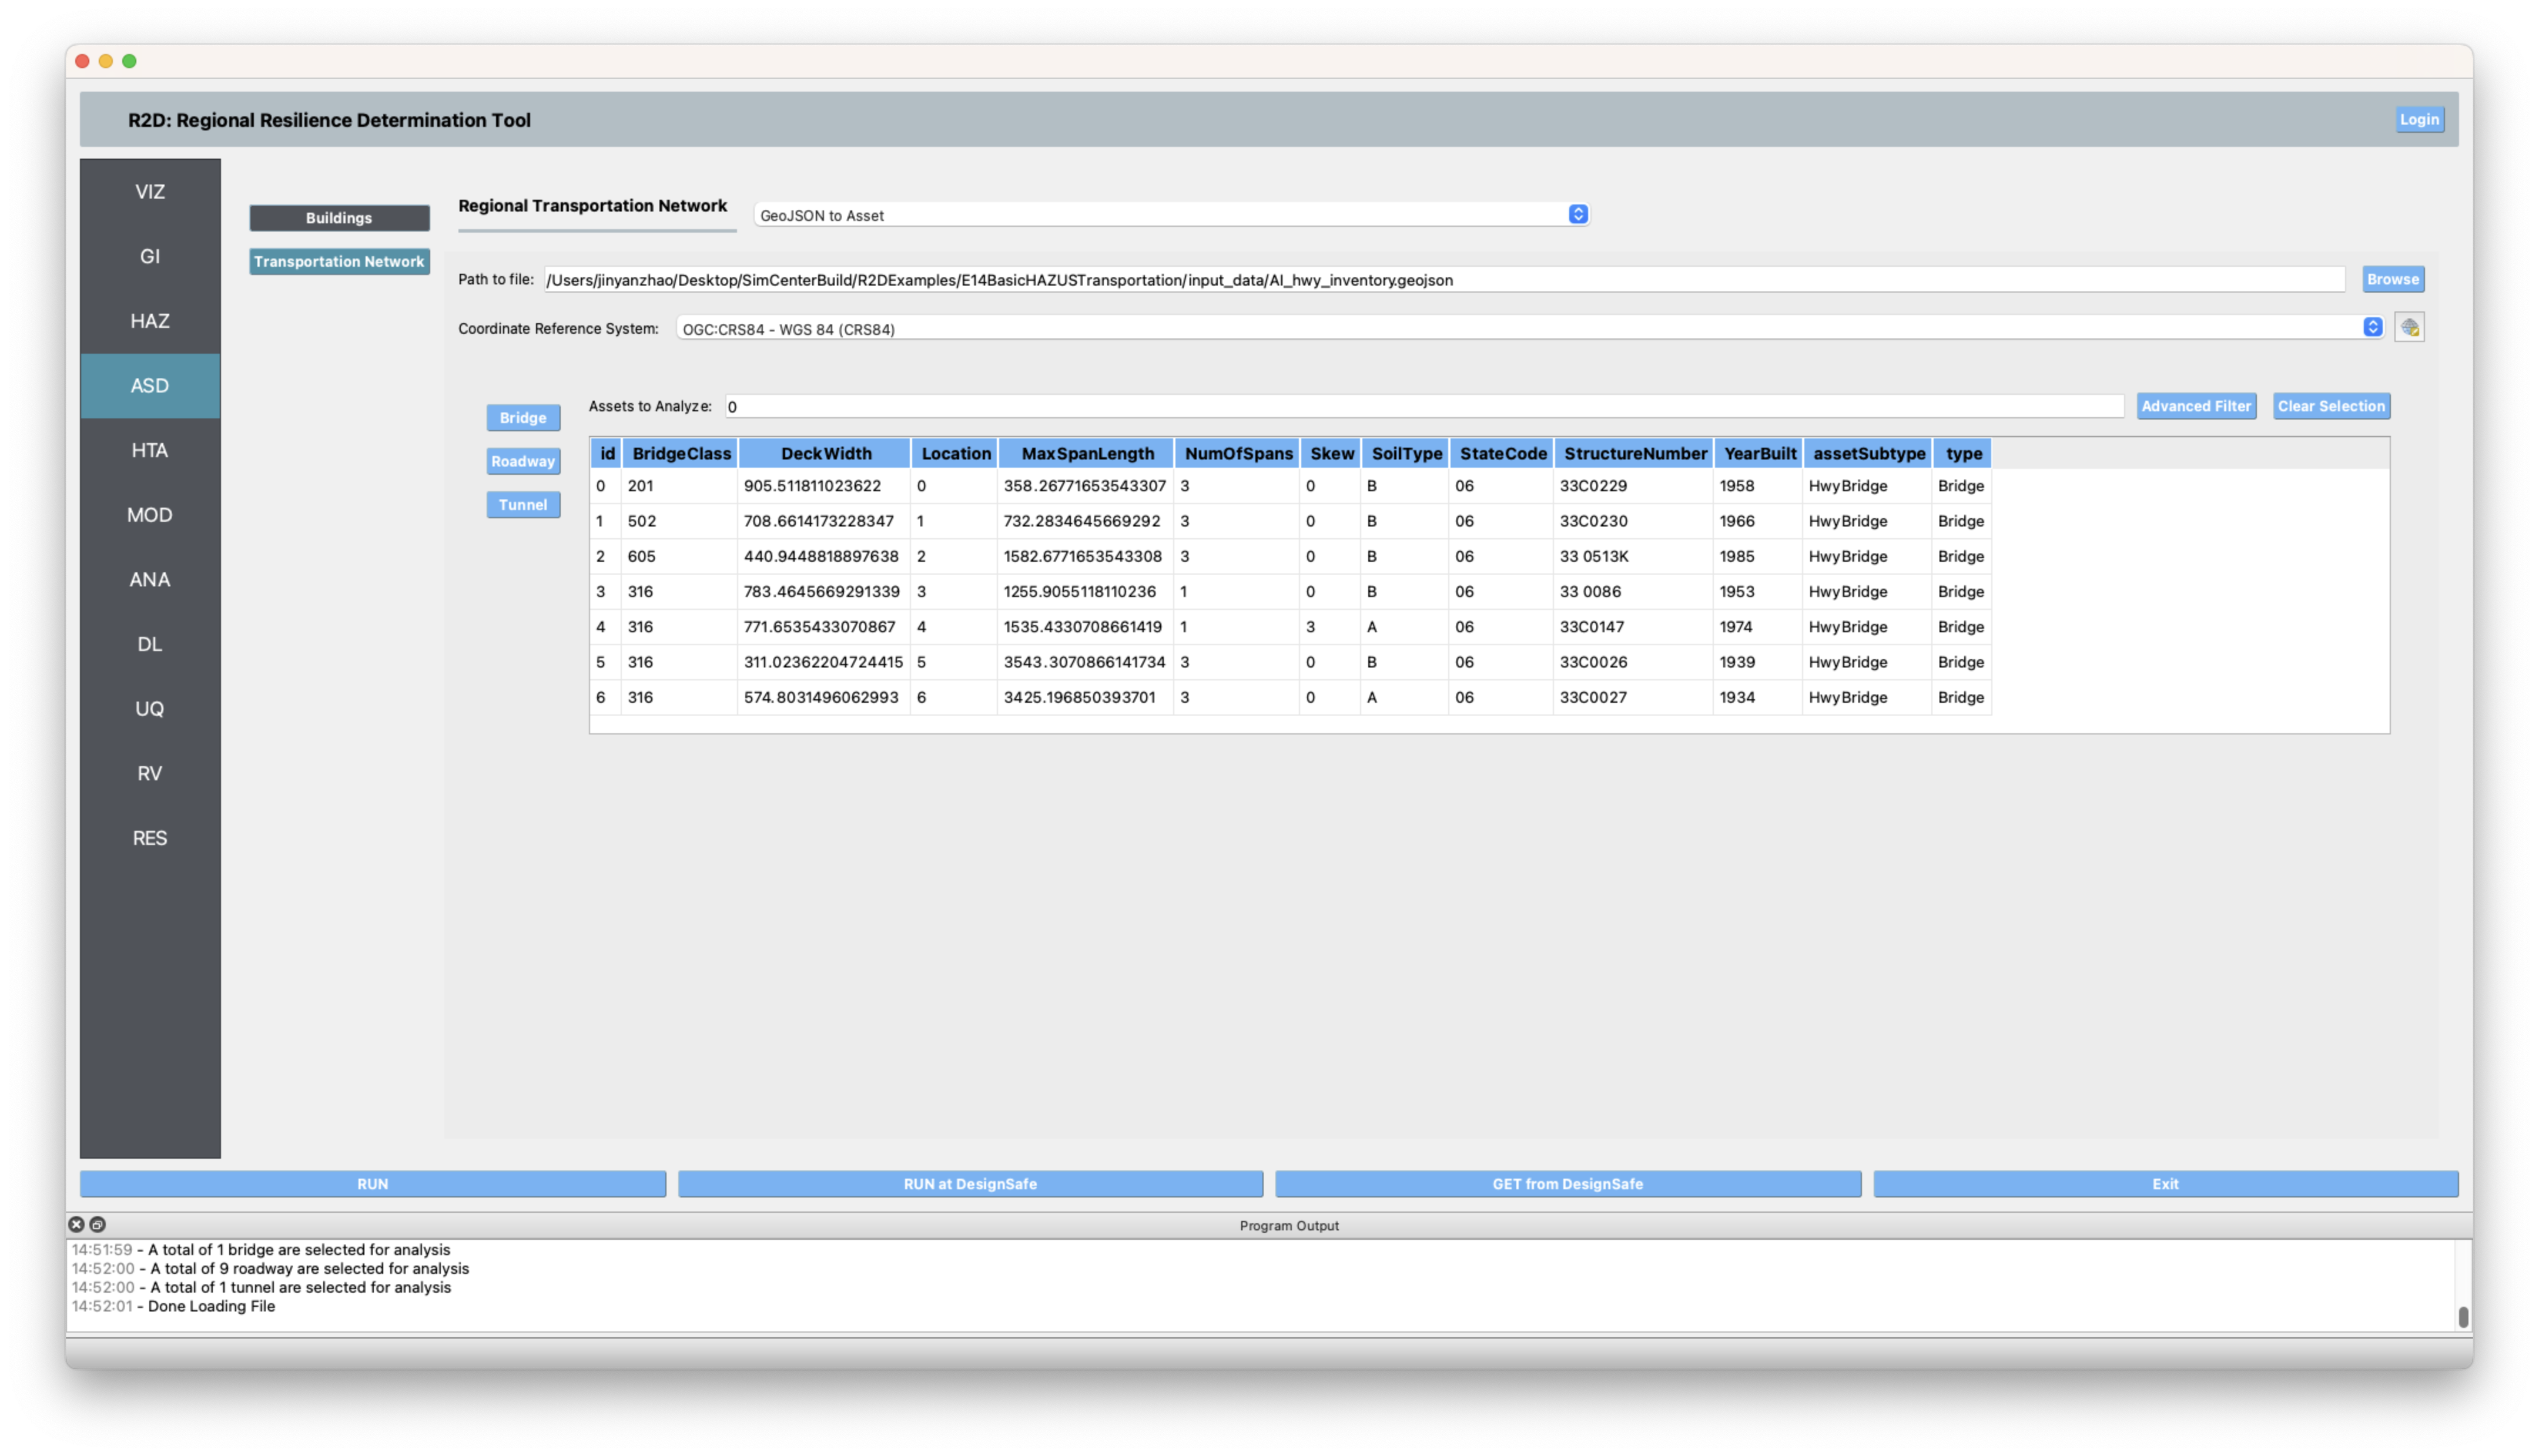 R2D: Regional Resilience Determination Tool
Login
VIZ
GI
HAZ
ASD
HTA
MOD
ANA
DL
UQ
RV
RES
Buildings
Transportation Network
Regional Transportation Network
GeoJSON to Asset
Path to file: /Users/jinyanzhao/Desktop/SimCenterBuild/R2DExamples/E14BasicHAZUSTransportation/input_data/AI_hwy_inventory.geojson Browse
Coordinate Reference System: OGC:CRS84 - WGS 84 (CRS84)
Bridge
Roadway
Tunnel
Assets to Analyze: 0 Advanced Filter Clear Selection
id BridgeClass DeckWidth Location MaxSpanLength NumOfSpans Skew SoilType StateCode StructureNumber YearBuilt assetSubtype type
0 201 905.511811023622 0 358.26771653543307 3 0 B 06 33C0229 1958 HwyBridge Bridge
1 502 708.6614173228347 1 732.2834645669292 3 0 B 06 33C0230 1966 HwyBridge Bridge
2 605 440.9448818897638 2 1582.6771653543308 3 0 B 06 33 0513K 1985 HwyBridge Bridge
3 316 783.4645669291339 3 1255.9055118110236 1 0 B 06 33 0086 1953 HwyBridge Bridge
4 316 771.6535433070867 4 1535.4330708661419 1 3 A 06 33C0147 1974 HwyBridge Bridge
5 316 311.02362204724415 5 3543.3070866141734 3 0 B 06 33C0026 1939 HwyBridge Bridge
6 316 574.8031496062993 6 3425.196850393701 3 0 A 06 33C0027 1934 HwyBridge Bridge
RUN
RUN at DesignSafe
GET from DesignSafe
Exit
Program Output
14:51:59 - A total of 1 bridge are selected for analysis
14:52:00 - A total of 9 roadway are selected for analysis
14:52:00 - A total of 1 tunnel are selected for analysis
14:52:01 - Done Loading File